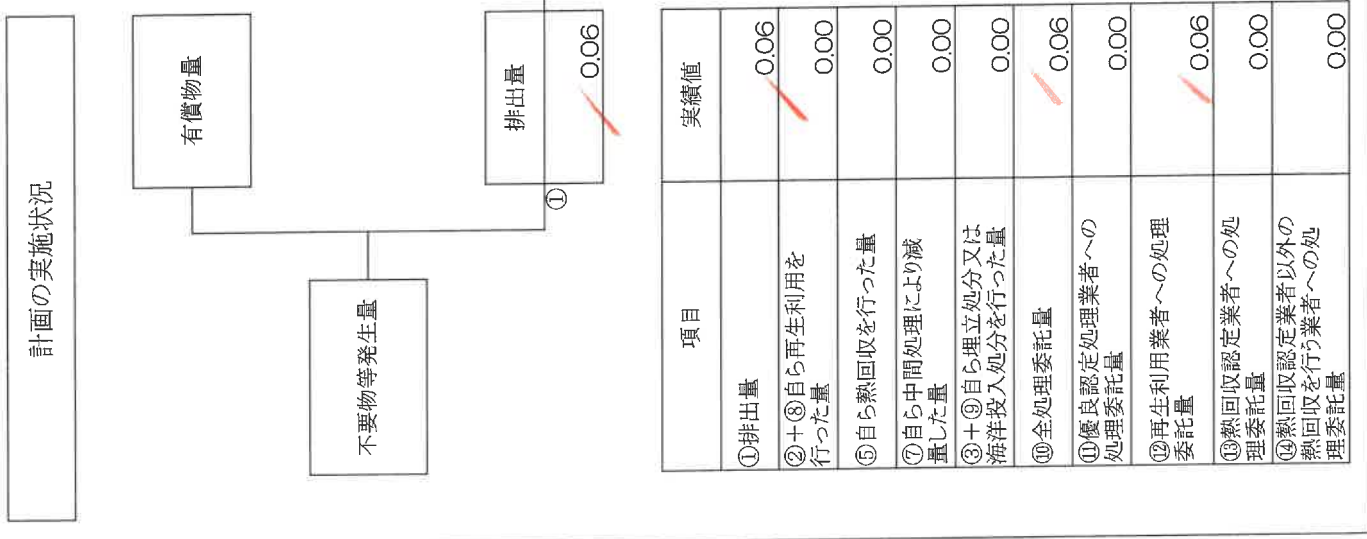 計画の実施状況
有償物量
不要物等発生量
①
排出量
0.06
項目
実績値
①排出量
0.06
②+⑧自ら再生利用を
行った量
0.00
⑤自ら熱回収を行った量
0.00
⑦自ら中間処理により減
量した量
0.00
③+⑨自ら埋立処分又は
海洋投入処分を行った量
0.00
⑩全処理委託量
0.06
⑪優良認定処理業者への
処理委託量
0.00
⑫再生利用業者への処理
委託量
0.06
⑬熱回収認定業者への処
理委託量
0.00
⑭熱回収認定業者以外の
熱回収を行う業者への処
理委託量
0.00